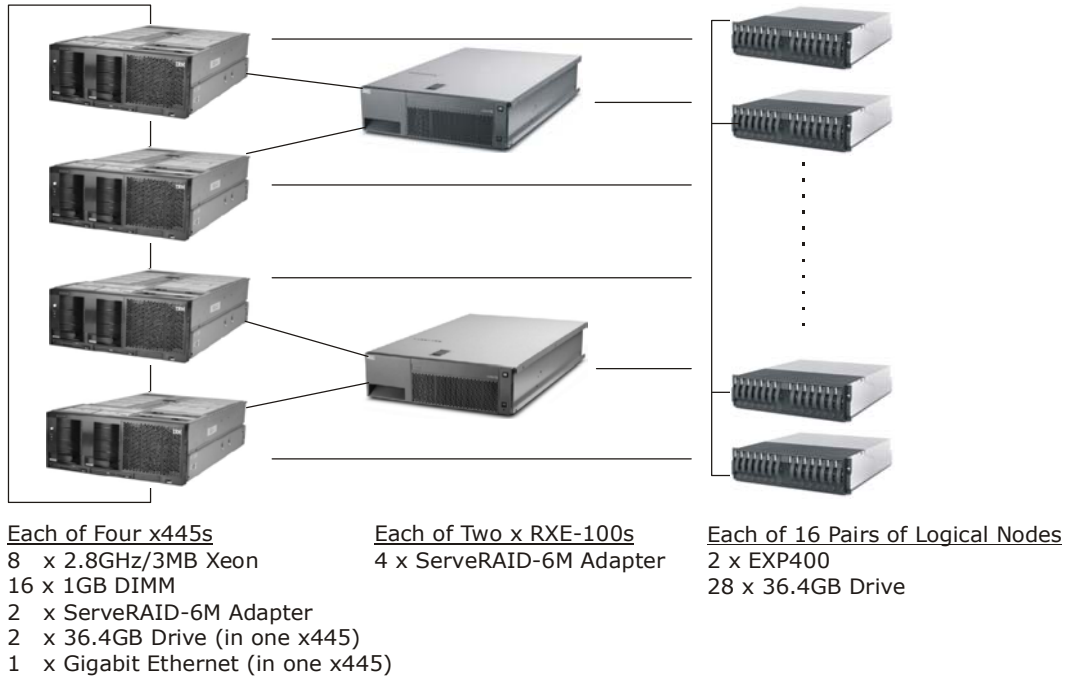 Each of Four x445s
8 x 2.8GHz/3MB Xeon
16 x 1GB DIMM
2 x ServeRAID-6M Adapter
2 x 36.4GB Drive (in one x445)
1 x Gigabit Ethernet (in one x445)
Each of Two x RXE-100s
4 x ServeRAID-6M Adapter
Each of 16 Pairs of Logical Nodes
2 x EXP400
28 x 36.4GB Drive